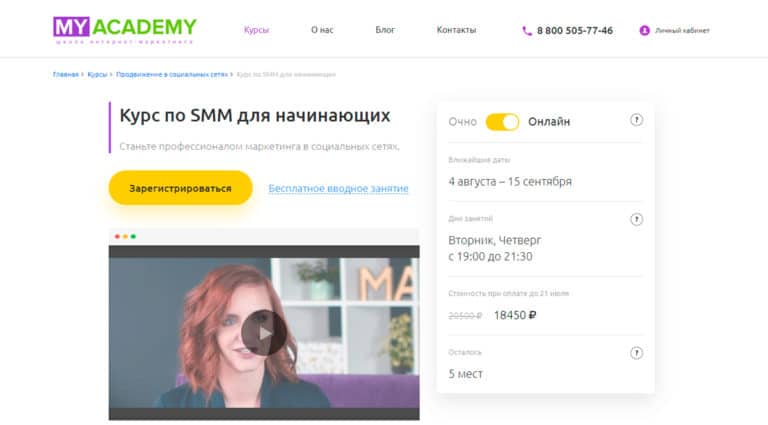 MY ACADEMY
школа интернет-маркетинга
Курсы
О нас
Блог
Контакты
8 800 505-77-46
Личный кабинет
Главная › Курсы › Продвижение в социальных сетях › Курс по SMM для начинающих
Курс по SMM для начинающих
Станьте профессионалом маркетинга в социальных сетях.
Зарегистрироваться
Бесплатное вводное занятие
MA
Очно
Онлайн
?
Ближайшие даты
4 августа – 15 сентября
Дни занятий
?
Вторник, Четверг
с 19:00 до 21:30
Стоимость при оплате до 21 июля
20500 ₽ 18450 ₽
Осталось
?
5 мест